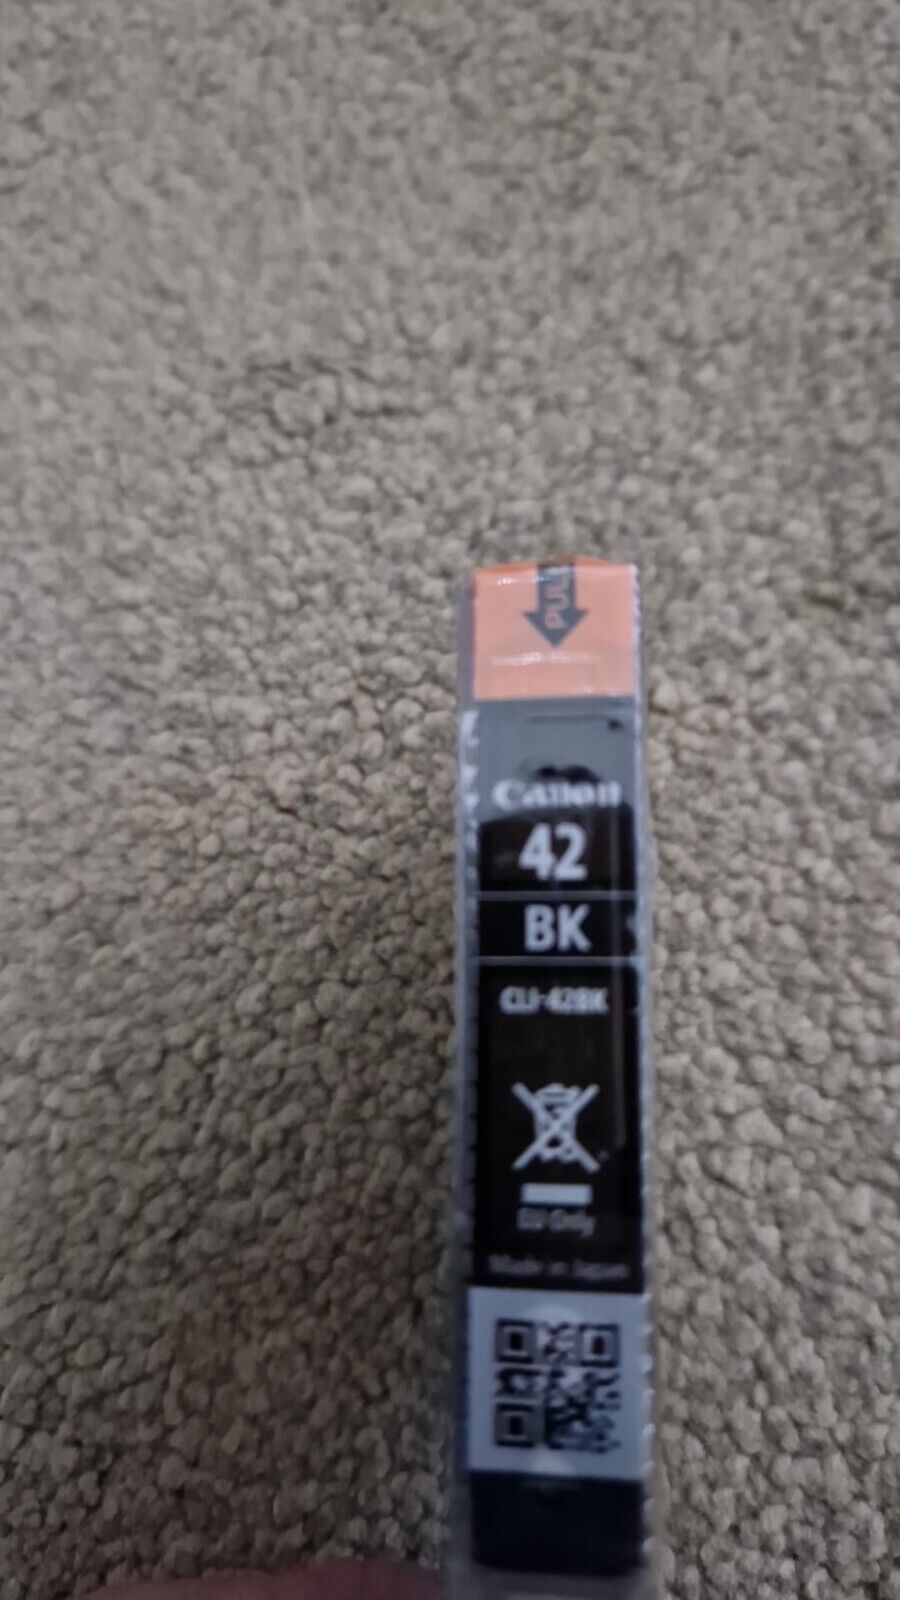 PULL
Canon
42
BK
CLI-42BK
EU Only
Made in Japan